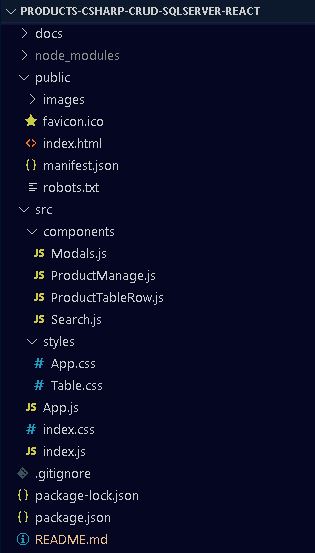 PRODUCTS-CSHARP-CRUD-SQLSERVER-REACT
docs
node_modules
public
images
favicon.ico
<> index.html
{} manifest.json
robots.txt
src
components
JS Modals.js
JS ProductManage.js
JS ProductTableRow.js
JS Search.js
styles
# App.css
# Table.css
JS App.js
# index.css
JS index.js
.gitignore
{} package-lock.json
{} package.json
README.md